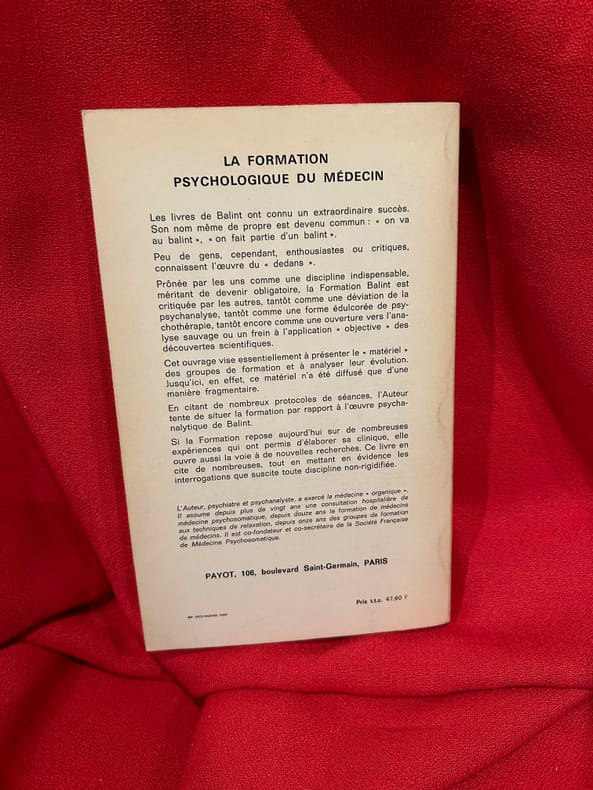 LA FORMATION
PSYCHOLOGIQUE DU MÉDECIN
Les livres de Balint ont connu un extraordinaire succès.
Son nom même de propre est devenu commun : « on va
au balint », « on fait partie d'un balint ».
Peu de gens, cependant, enthousiastes ou critiques,
connaissent l'œuvre du « dedans ».
Prônée par les uns comme une discipline indispensable,
méritant de devenir obligatoire, la Formation Balint est
critiquée par les autres, tantôt comme une déviation de la
psychanalyse, tantôt comme une forme édulcorée de psy-
chothérapie, tantôt encore comme une ouverture vers l'ana-
lyse sauvage ou un frein à l'application « objective » des
découvertes scientifiques.
Cet ouvrage vise essentiellement à présenter le « matériel »
des groupes de formation et à analyser leur évolution.
Jusqu'ici, en effet, ce matériel n'a été diffusé que d'une
manière fragmentaire.
En citant de nombreux protocoles de séances, l'Auteur
tente de situer la formation par rapport à l'œuvre psycha-
nalytique de Balint.
Si la Formation repose aujourd'hui sur de nombreuses
expériences qui ont permis d'élaborer sa clinique, elle
ouvre aussi la voie à de nouvelles recherches. Ce livre en
cite de nombreuses, tout en mettant en évidence les
interrogations que suscite toute discipline non-rigidifiée.
L'Auteur, psychiatre et psychanalyste, a exercé la médecine « organique ».
Il assume depuis plus de vingt ans une consultation hospitalière de
médecine psychosomatique, depuis douze ans la formation de médecins
aux techniques de relaxation, depuis onze ans des groupes de formation
de médecins. Il est co-fondateur et co-secrétaire de la Société Française
de Médecine Psychosomatique.
PAYOT, 106, boulevard Saint-Germain, PARIS
Prix t.t.c. 47,60 F